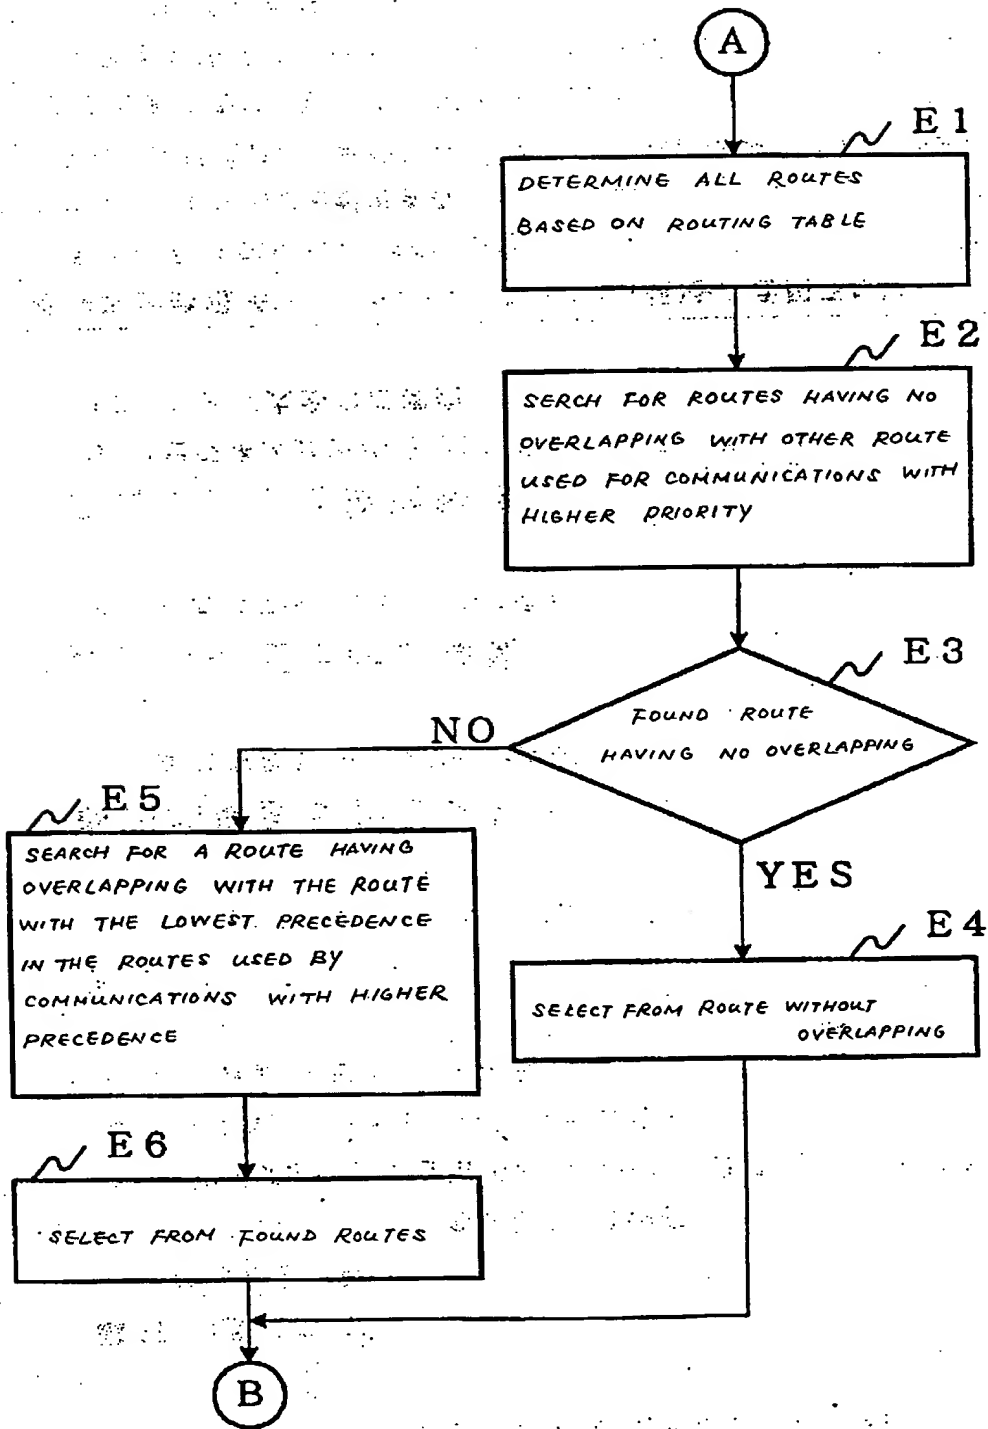 A
E1
DETERMINE ALL ROUTES
BASED ON ROUTING TABLE
E2
SERCH FOR ROUTES HAVING NO
OVERLAPPING WITH OTHER ROUTE
USED FOR COMMUNICATIONS WITH
HIGHER PRIORITY
E3
FOUND ROUTE
HAVING NO OVERLAPPING
NO
YES
E5
SEARCH FOR A ROUTE HAVING
OVERLAPPING WITH THE ROUTE
WITH THE LOWEST PRECEDENCE
IN THE ROUTES USED BY
COMMUNICATIONS WITH HIGHER
PRECEDENCE
E4
SELECT FROM ROUTE WITHOUT
OVERLAPPING
E6
SELECT FROM FOUND ROUTES
B